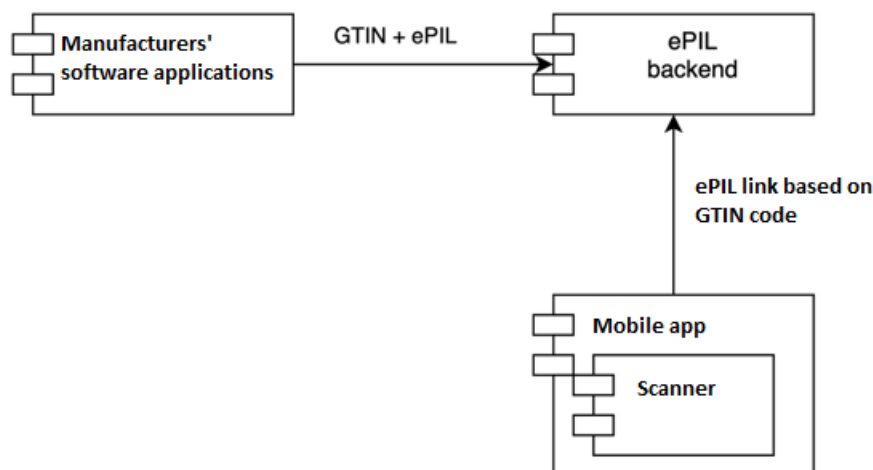 Manufacturers'
software applications
GTIN + ePIL
ePIL
backend
ePIL link based on
GTIN code
Mobile app
Scanner